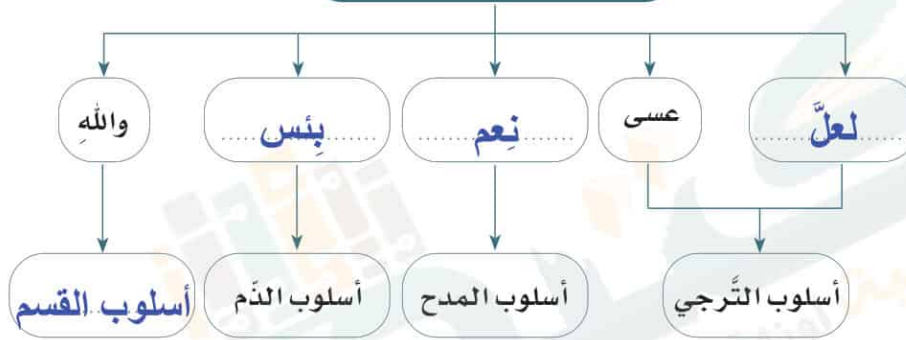 لعلَّ عسى نِعم بِئس واللهِ
أسلوب التَّرجي أسلوب المدح أسلوب الذّم أسلوب القسم